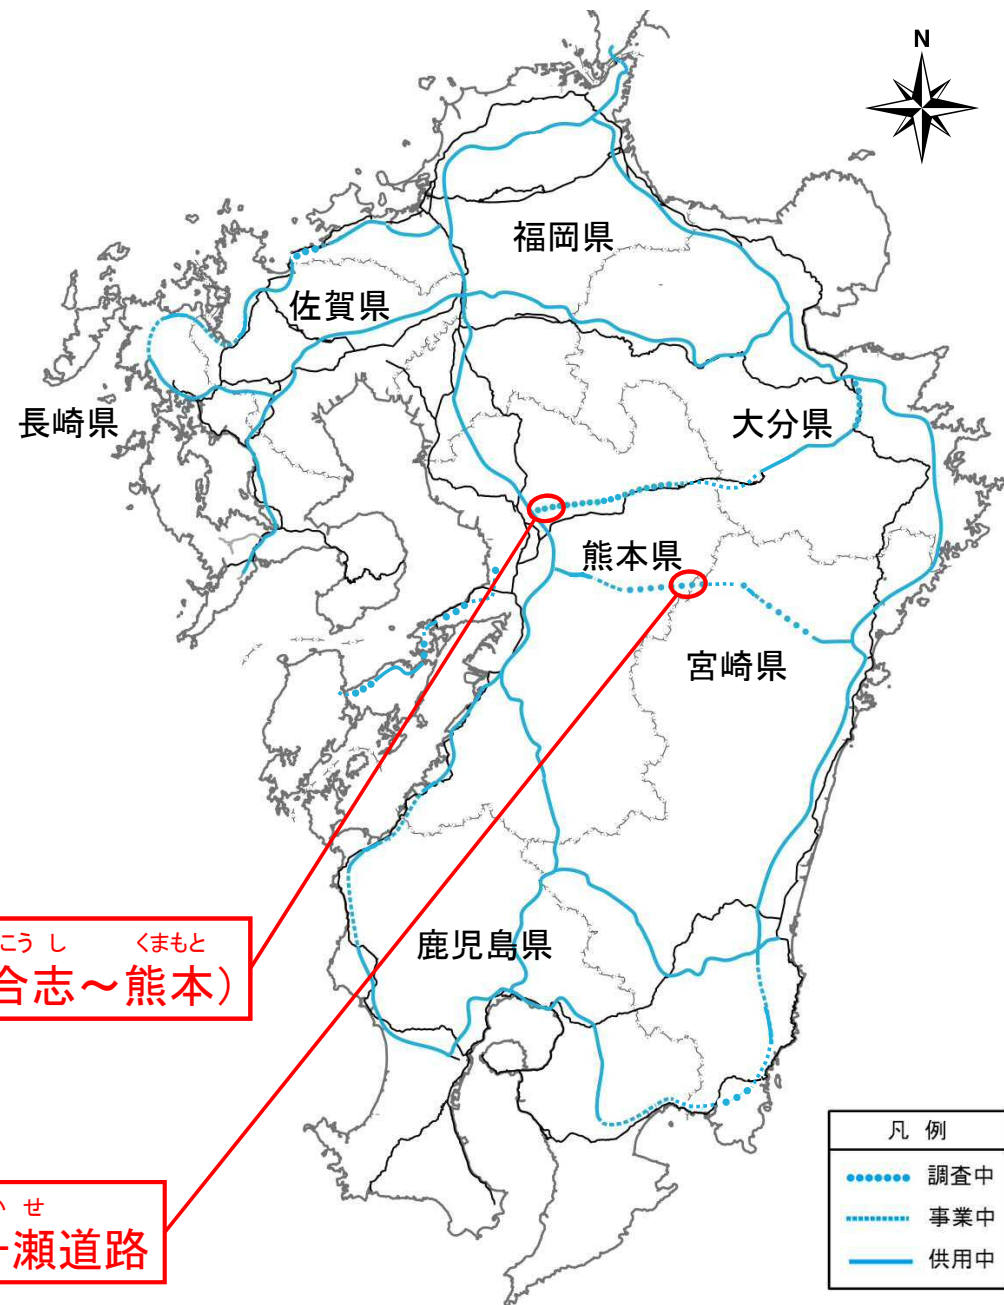 N
福岡県
佐賀県
長崎県
大分県
熊本県
宮崎県
鹿児島県
こうし くまもと
合志～熊本）
せ
瀬道路
凡 例
調査中
事業中
供用中